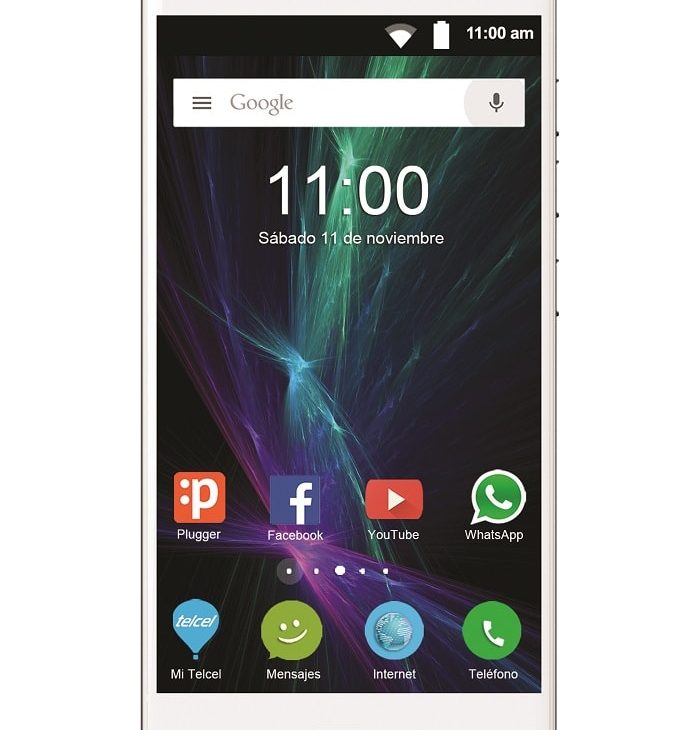 11:00 am
Google
11:00
Sábado 11 de noviembre
:p
f
Plugger
Facebook
YouTube
WhatsApp
telcel
Mi Telcel
Mensajes
Internet
Teléfono